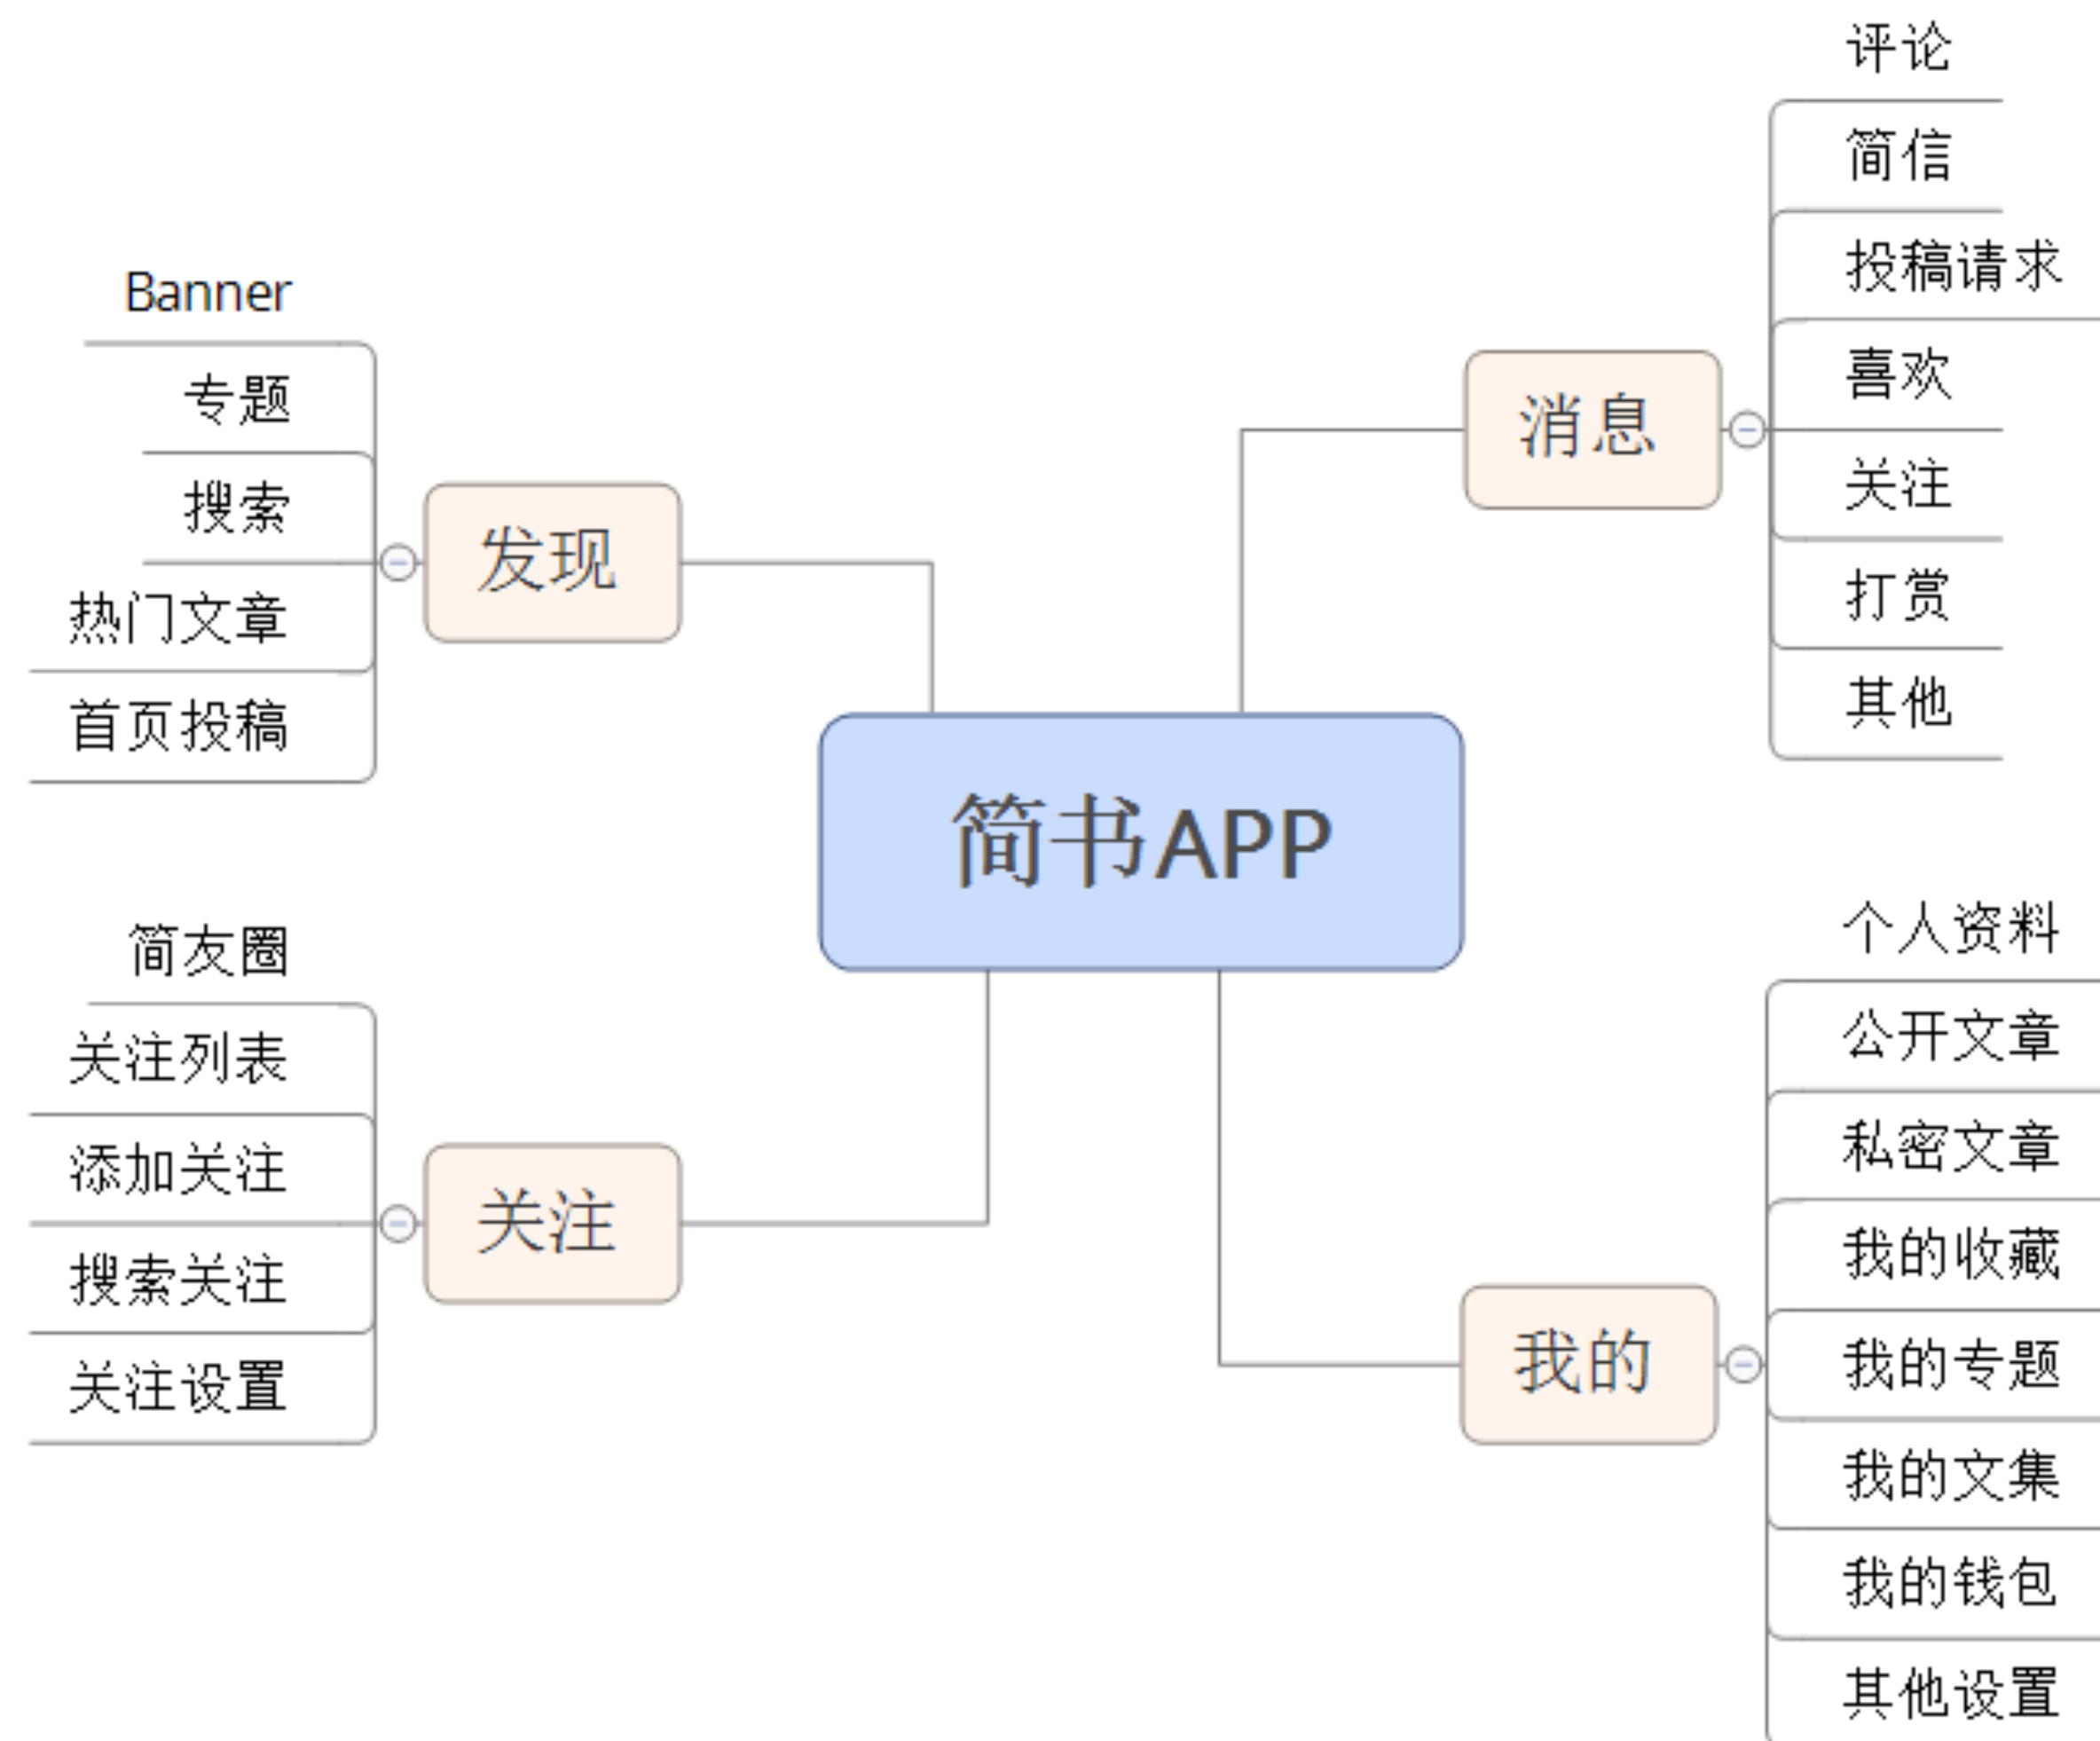 简书APP
发现
Banner
专题
搜索
热门文章
首页投稿
关注
简友圈
关注列表
添加关注
搜索关注
关注设置
消息
评论
简信
投稿请求
喜欢
关注
打赏
其他
我的
个人资料
公开文章
私密文章
我的收藏
我的专题
我的文集
我的钱包
其他设置